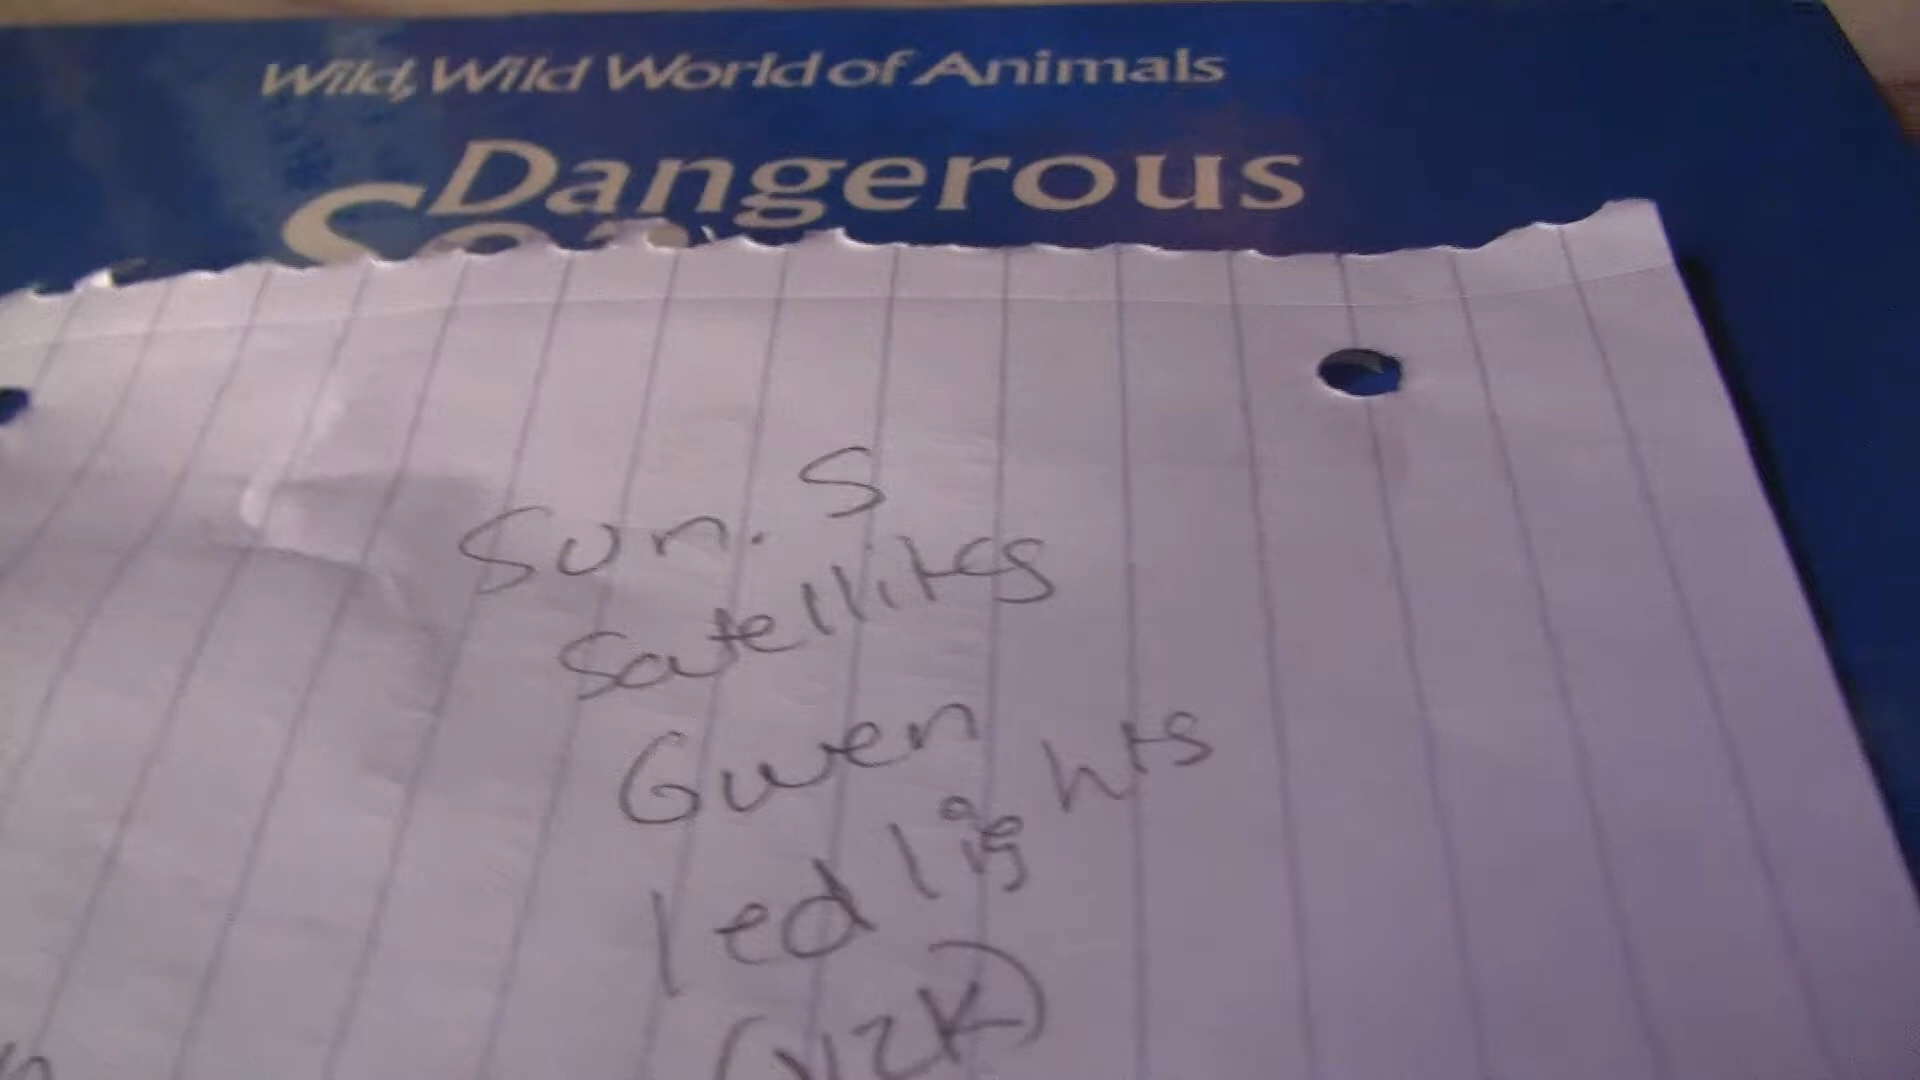 Wild, Wild World of Animals
Dangerous
Sun. S
Satellites
Gwen
led lights